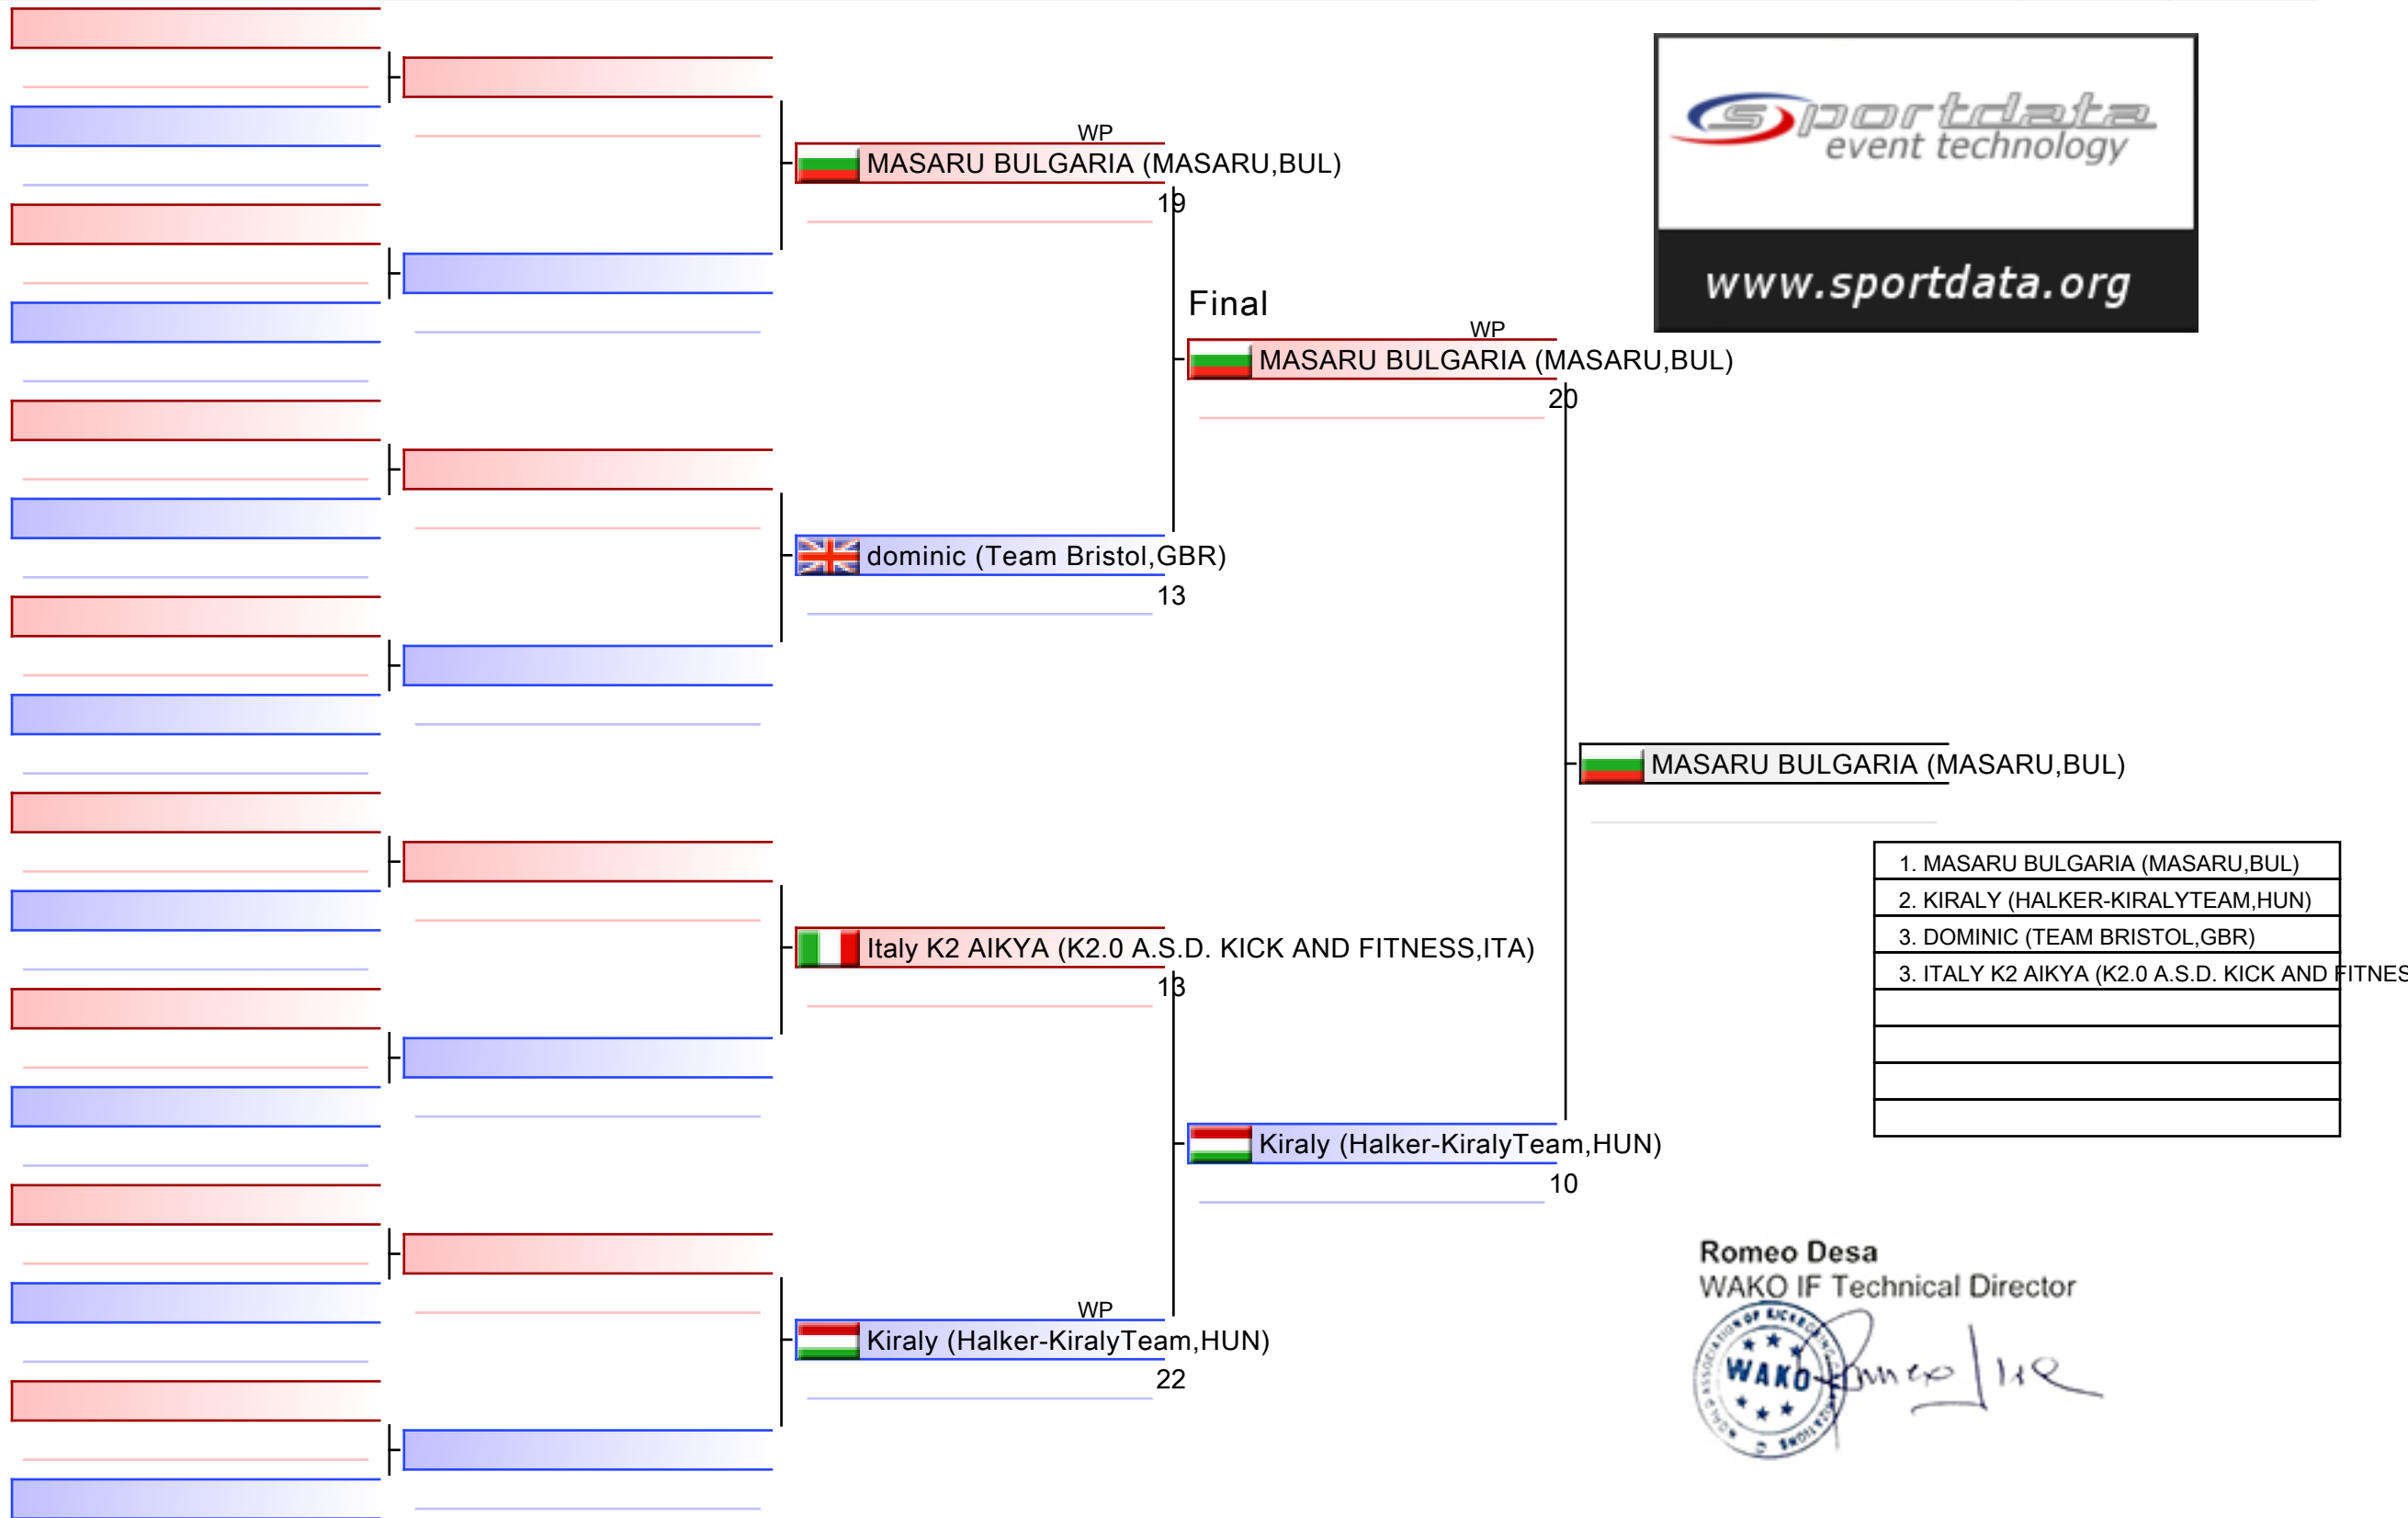 sportdata
event technology
www.sportdata.org
WP
MASARU BULGARIA (MASARU,BUL)
19
Final
WP
MASARU BULGARIA (MASARU,BUL)
20
dominic (Team Bristol,GBR)
13
MASARU BULGARIA (MASARU,BUL)
1. MASARU BULGARIA (MASARU,BUL)
2. KIRALY (HALKER-KIRALYTEAM,HUN)
3. DOMINIC (TEAM BRISTOL,GBR)
3. ITALY K2 AIKYA (K2.0 A.S.D. KICK AND FITNES
Italy K2 AIKYA (K2.0 A.S.D. KICK AND FITNESS,ITA)
13
Kiraly (Halker-KiralyTeam,HUN)
10
WP
Kiraly (Halker-KiralyTeam,HUN)
22
Romeo Desa
WAKO IF Technical Director
WAKO